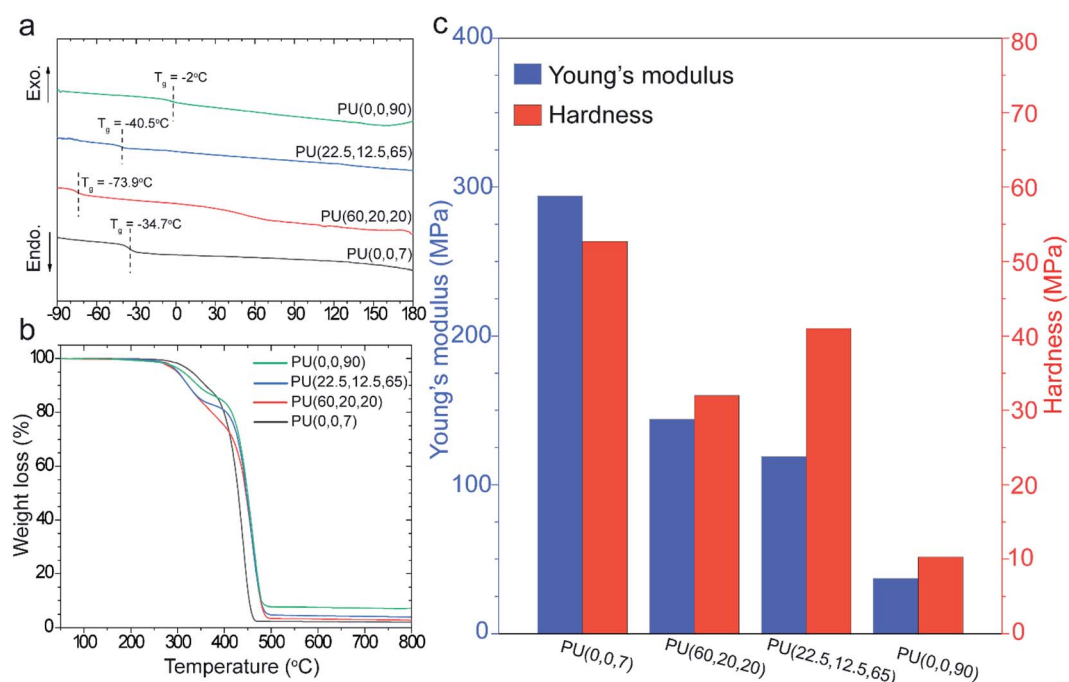 a
Exo.
Endo.
T_g = -2°C
PU(0,0,90)
T_g = -40.5°C
PU(22.5,12.5,65)
T_g = -73.9°C
PU(60,20,20)
T_g = -34.7°C
PU(0,0,7)
-90 -60 -30 0 30 60 90 120 150 180
b
Weight loss (%)
100
80
60
40
20
0
PU(0,0,90)
PU(22.5,12.5,65)
PU(60,20,20)
PU(0,0,7)
100 200 300 400 500 600 700 800
Temperature (°C)
c
Young's modulus (MPa)
400
300
200
100
0
Young's modulus
Hardness
80
70
60
50
40
30
20
10
0
Hardness (MPa)
PU(0,0,7)
PU(60,20,20)
PU(22.5,12.5,65)
PU(0,0,90)